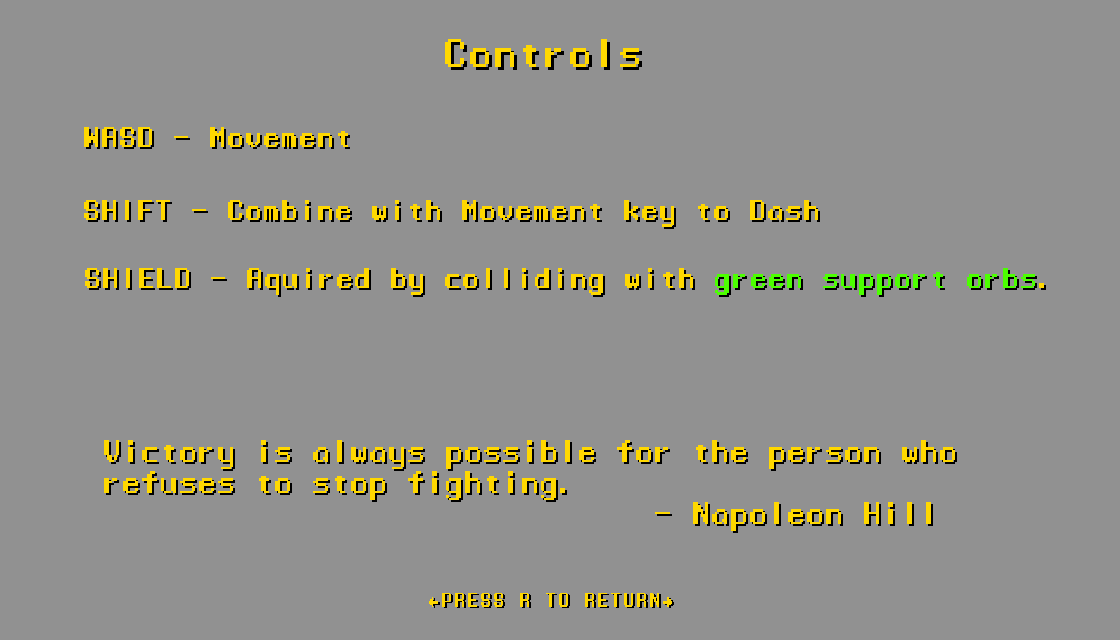 Controls
WASD - Movement
SHIFT - Combine with Movement key to Dash
SHIELD - Aquired by colliding with green support orbs.
Victory is always possible for the person who
refuses to stop fighting.
- Napoleon Hill
←PRESS R TO RETURN→